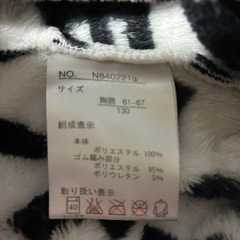 NO. N840221a
サイズ
胸囲 61-67
130
組成表示
本体
ポリエステル 100%
ゴム編み部分
ポリエステル 95%
ポリウレタン 5%
取り扱い表示
40